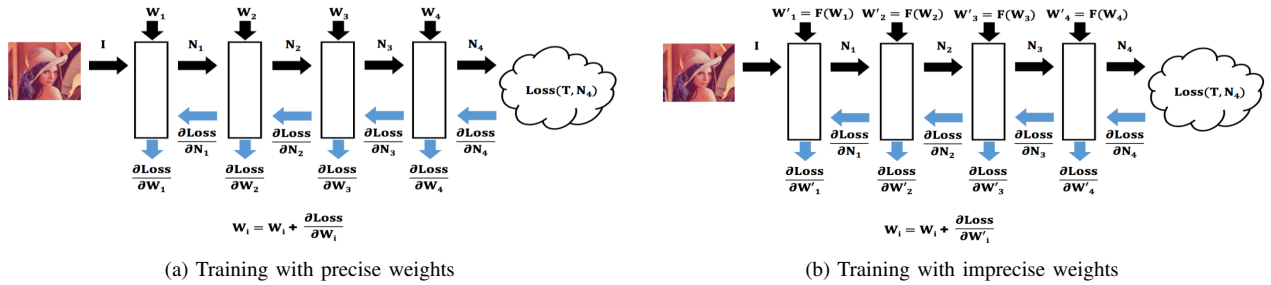 W₁ W₂ W₃ W₄
I N₁ N₂ N₃ N₄
Loss(T, N₄)
∂Loss/∂N₁ ∂Loss/∂N₂ ∂Loss/∂N₃ ∂Loss/∂N₄
∂Loss/∂W₁ ∂Loss/∂W₂ ∂Loss/∂W₃ ∂Loss/∂W₄
Wᵢ = Wᵢ + ∂Loss/∂Wᵢ
(a) Training with precise weights
W'₁ = F(W₁) W'₂ = F(W₂) W'₃ = F(W₃) W'₄ = F(W₄)
I N₁ N₂ N₃ N₄
Loss(T, N₄)
∂Loss/∂N₁ ∂Loss/∂N₂ ∂Loss/∂N₃ ∂Loss/∂N₄
∂Loss/∂W'₁ ∂Loss/∂W'₂ ∂Loss/∂W'₃ ∂Loss/∂W'₄
Wᵢ = Wᵢ + ∂Loss/∂W'ᵢ
(b) Training with imprecise weights